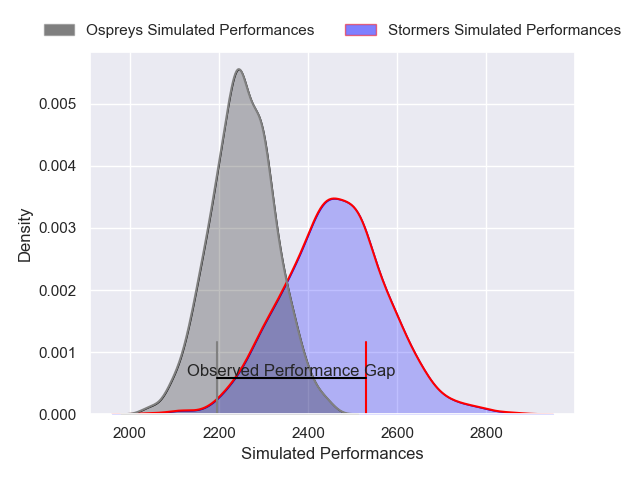 Ospreys Simulated Performances
Stormers Simulated Performances
Density
0.005
0.004
0.003
0.002
0.001
0.000
Observed Performance Gap
2000
2200
2400
2600
2800
Simulated Performances